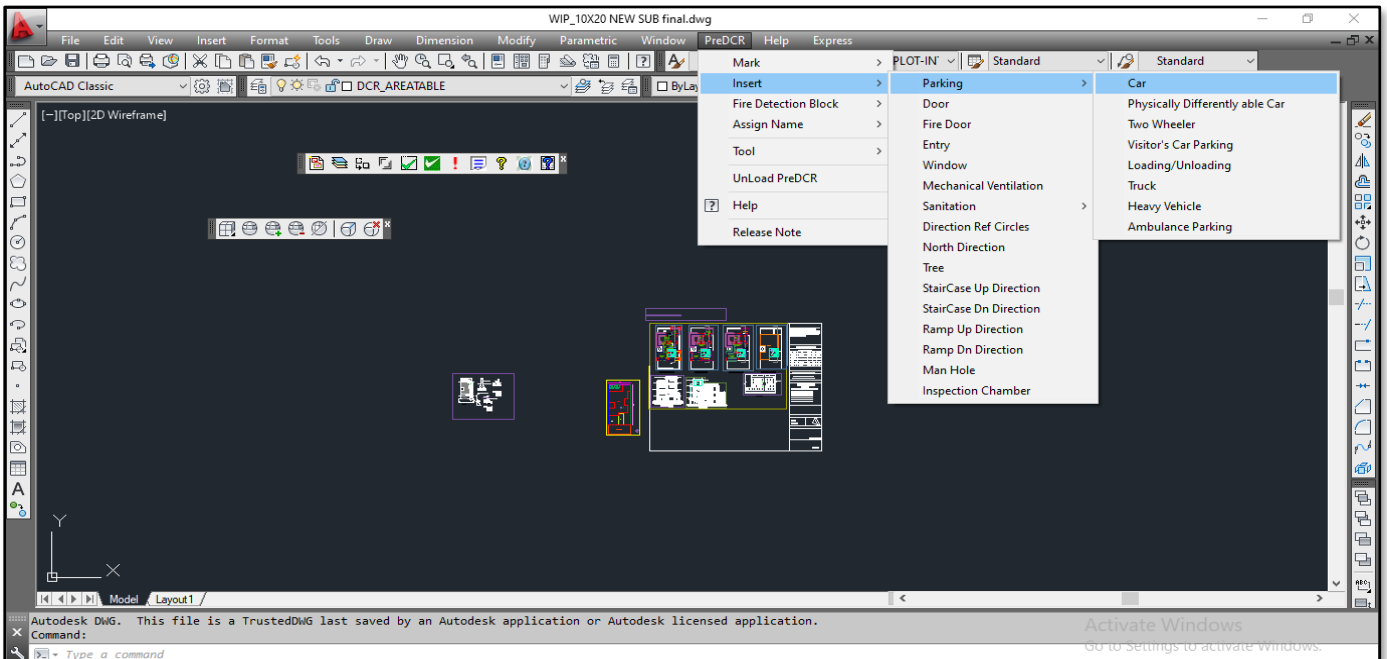 WIP_10X20 NEW SUB final.dwg
File Edit View Insert Format Tools Draw Dimension Modify Parametric Window PreDCR Help Express
PLOT-IN' Standard Standard
AutoCAD Classic DCR_AREATABLE ByLay
[−][Top][2D Wireframe]
Mark
Insert
Fire Detection Block
Assign Name
Tool
UnLoad PreDCR
Help
Release Note
Parking
Door
Fire Door
Entry
Window
Mechanical Ventilation
Sanitation
Direction Ref Circles
North Direction
Tree
StairCase Up Direction
StairCase Dn Direction
Ramp Up Direction
Ramp Dn Direction
Man Hole
Inspection Chamber
Car
Physically Differently able Car
Two Wheeler
Visitor's Car Parking
Loading/Unloading
Truck
Heavy Vehicle
Ambulance Parking
Y
X
Model Layout1
Autodesk DWG. This file is a TrustedDWG last saved by an Autodesk application or Autodesk licensed application.
Command:
Type a command
Activate Windows
Go to Settings to activate Windows.